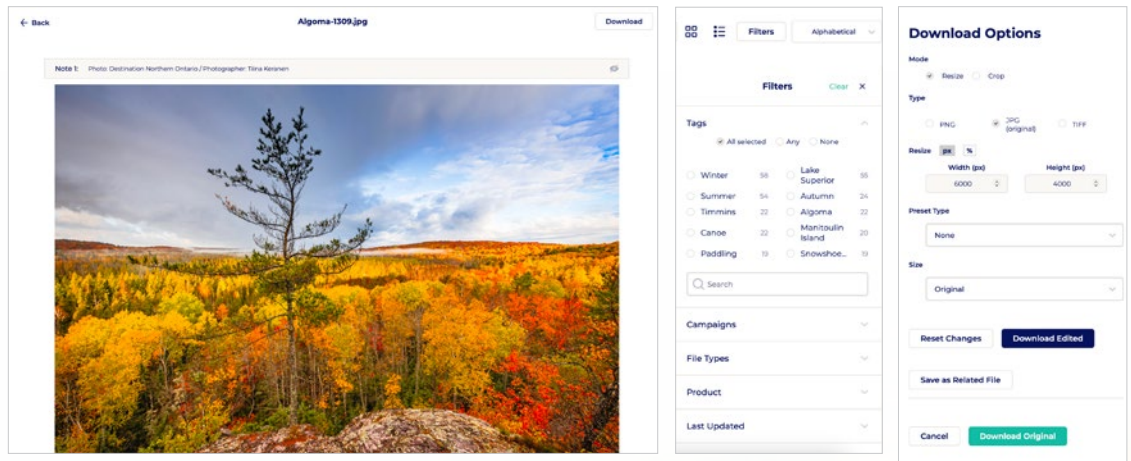 ← Back
Algoma-1309.jpg
Download
Note 1: Photo: Destination Northern Ontario / Photographer: Tiina Keranen
Filters
Alphabetical
Filters
Clear ×
Tags
All selected
Any
None
Winter 58
Lake Superior 55
Summer 54
Autumn 24
Timmins 22
Algoma 22
Canoe 22
Manitoulin Island 20
Paddling 19
Snowshoe... 19
Search
Campaigns
File Types
Product
Last Updated
Download Options
Mode
Resize
Crop
Type
PNG
JPG (original)
TIFF
Resize px %
Width (px)
Height (px)
6000
4000
Preset Type
None
Size
Original
Reset Changes
Download Edited
Save as Related File
Cancel
Download Original